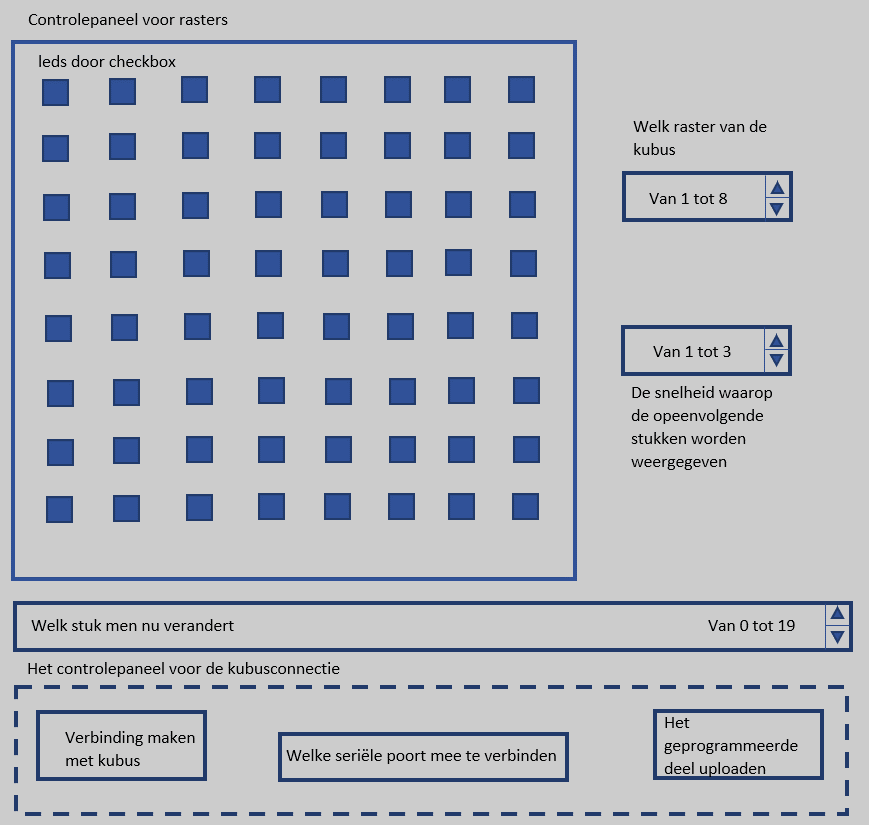 Controlepaneel voor rasters
leds door checkbox
Welk raster van de
kubus
Van 1 tot 8
Van 1 tot 3
De snelheid waarop
de opeenvolgende
stukken worden
weergegeven
Welk stuk men nu verandert
Van 0 tot 19
Het controlepaneel voor de kubusconnectie
Verbinding maken
met kubus
Welke seriële poort mee te verbinden
Het
geprogrammeerde
deel uploaden